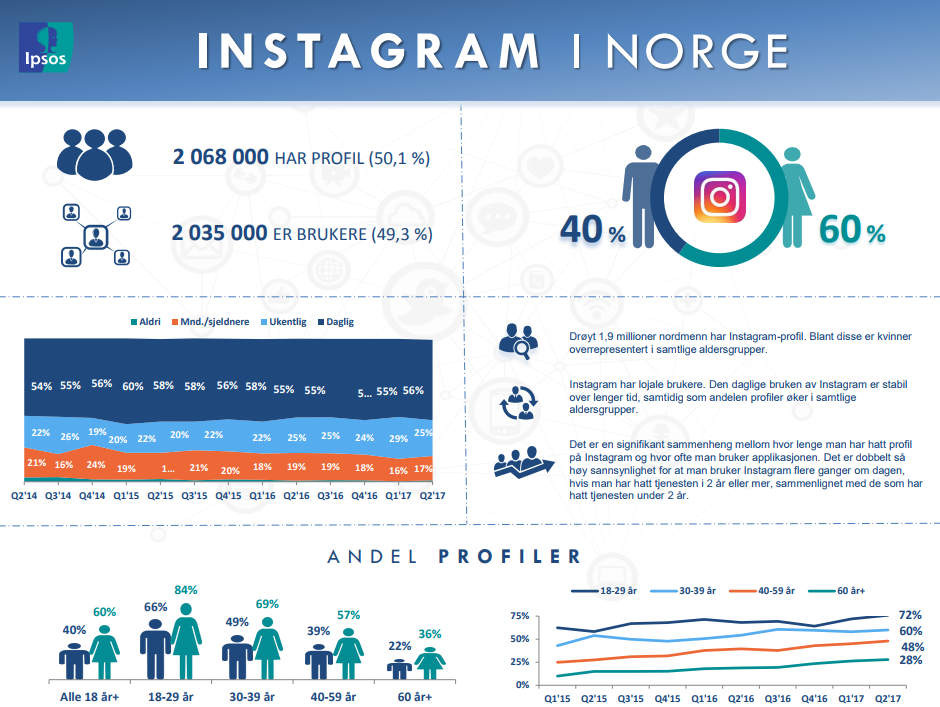 Ipsos
INSTAGRAM I NORGE
2 068 000 HAR PROFIL (50,1 %)
2 035 000 ER BRUKERE (49,3 %)
40 %
60 %
Aldri Mnd./sjeldnere Ukentlig Daglig
54% 55% 56% 60% 58% 58% 56% 58% 55% 55% 5... 55% 56%
22% 26% 19% 20% 22% 20% 22% 22% 25% 25% 24% 29% 25%
21% 16% 24% 19% 1... 21% 20% 18% 19% 19% 18% 16% 17%
Q2'14 Q3'14 Q4'14 Q1'15 Q2'15 Q3'15 Q4'15 Q1'16 Q2'16 Q3'16 Q4'16 Q1'17 Q2'17
Drøyt 1,9 millioner nordmenn har Instagram-profil. Blant disse er kvinner
overrepresentert i samtlige aldersgrupper.
Instagram har lojale brukere. Den daglige bruken av Instagram er stabil
over lenger tid, samtidig som andelen profiler øker i samtlige
aldersgrupper.
Det er en signifikant sammenheng mellom hvor lenge man har hatt profil
på Instagram og hvor ofte man bruker applikasjonen. Det er dobbelt så
høy sannsynlighet for at man bruker Instagram flere ganger om dagen,
hvis man har hatt tjenesten i 2 år eller mer, sammenlignet med de som har
hatt tjenesten under 2 år.
ANDEL PROFILER
40% 60% 66% 84% 49% 69% 39% 57% 22% 36%
Alle 18 år+ 18-29 år 30-39 år 40-59 år 60 år+
18-29 år 30-39 år 40-59 år 60 år+
75%
50%
25%
0%
72%
60%
48%
28%
Q1'15 Q2'15 Q3'15 Q4'15 Q1'16 Q2'16 Q3'16 Q4'16 Q1'17 Q2'17